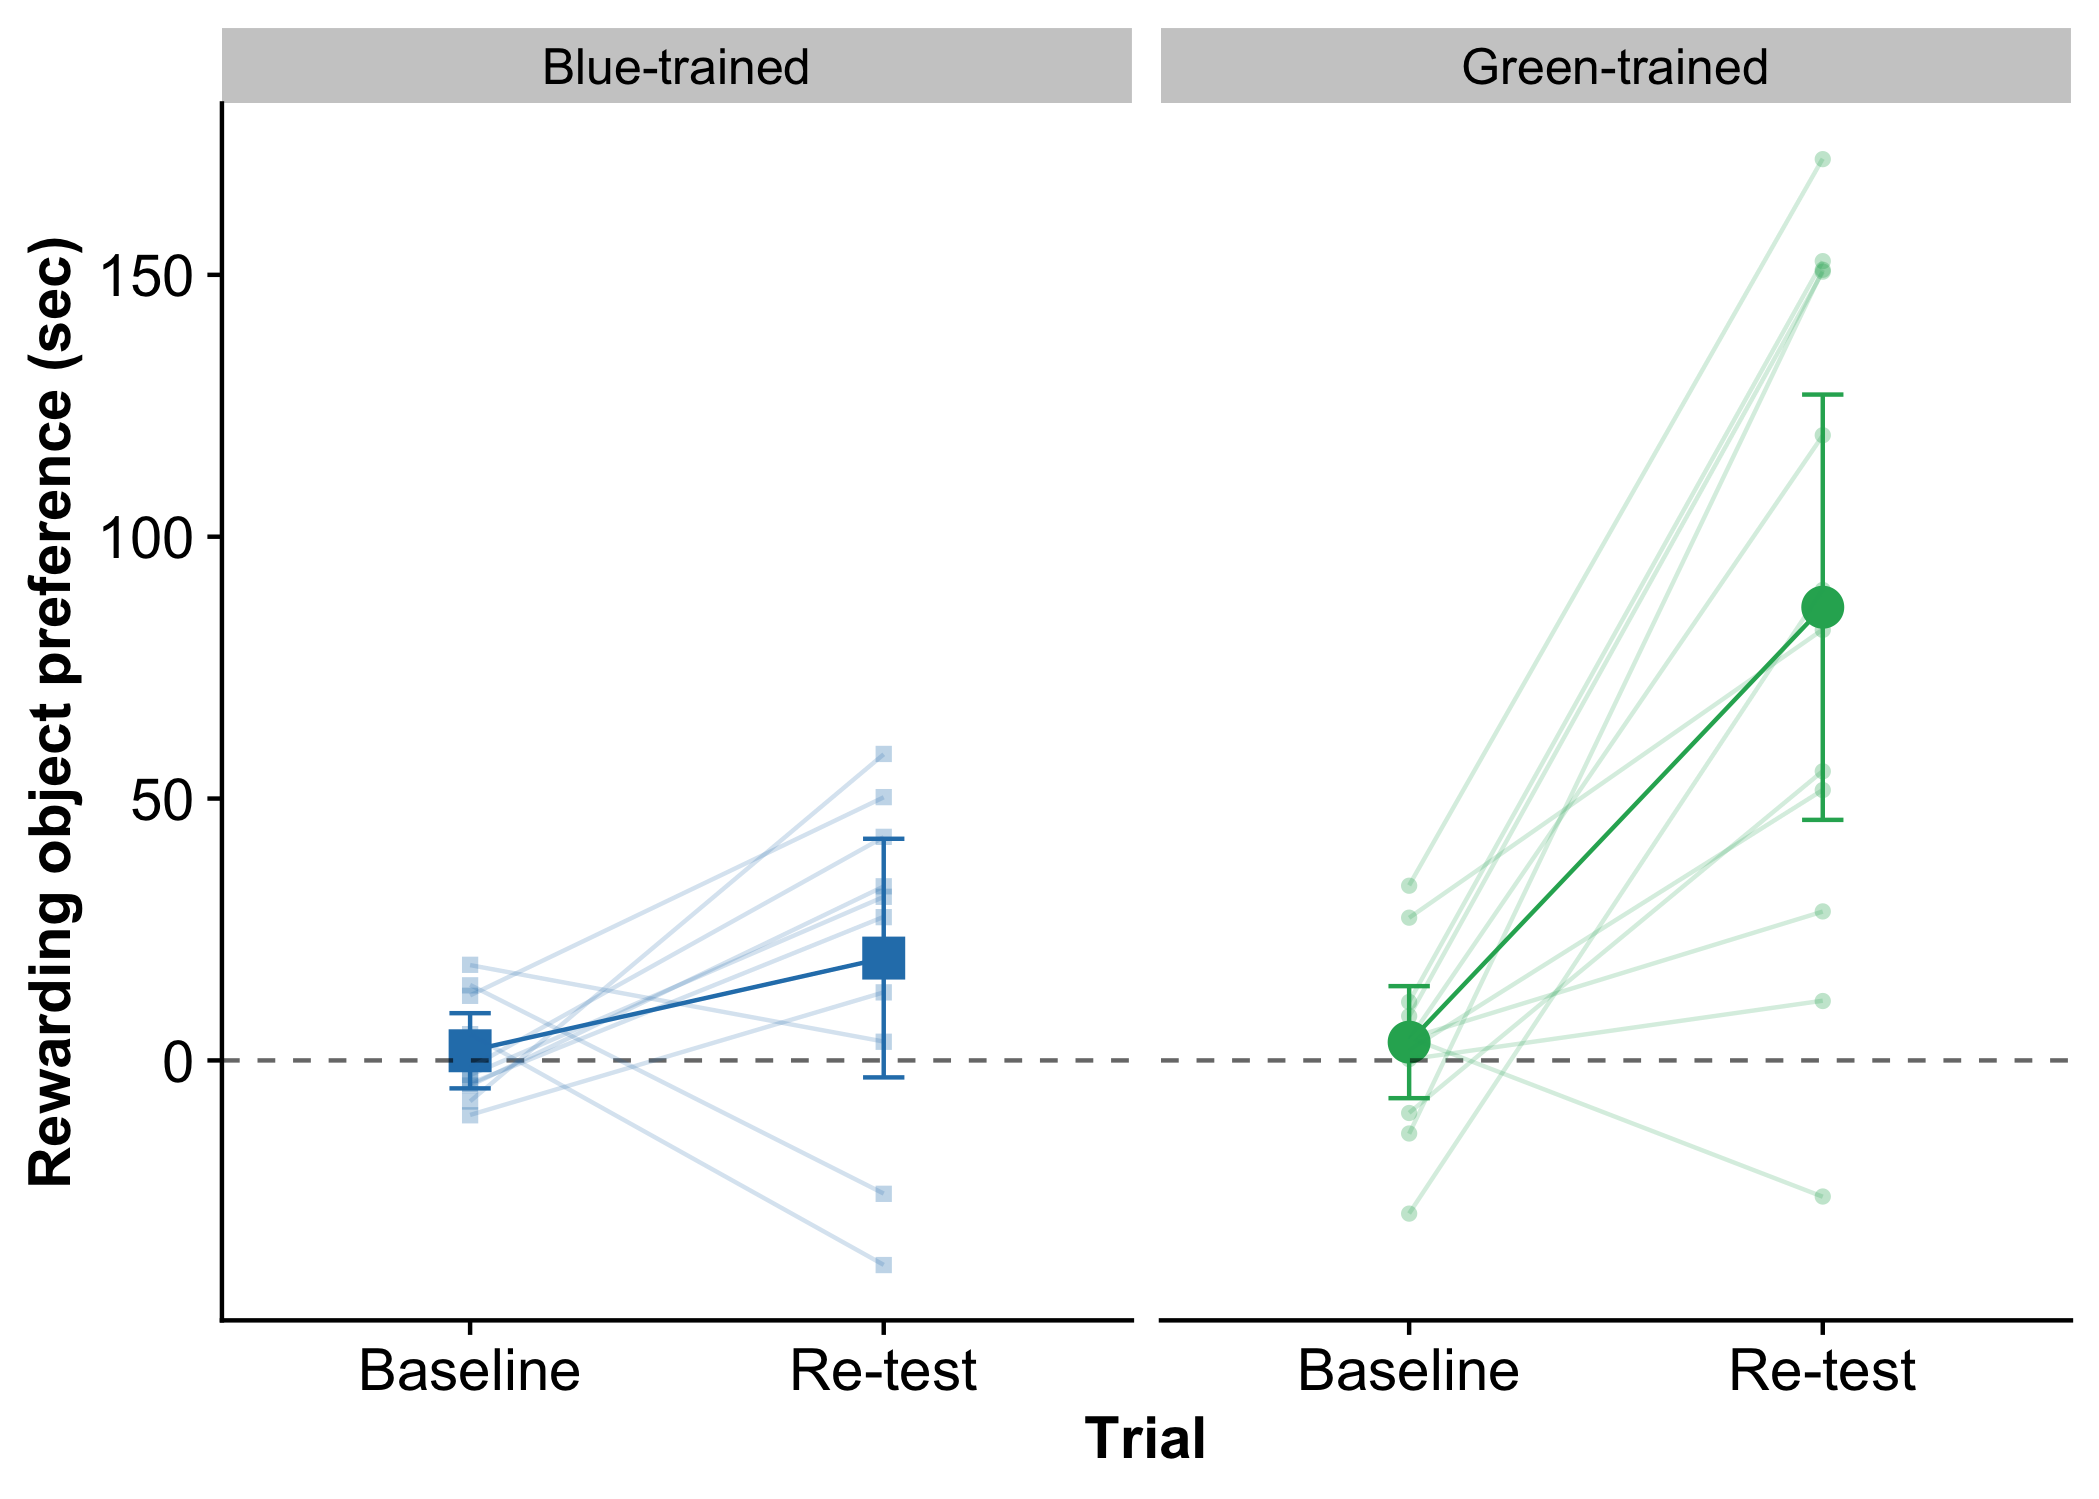 Blue-trained
Green-trained
Rewarding object preference (sec)
150
100
50
0
Baseline
Re-test
Baseline
Re-test
Trial